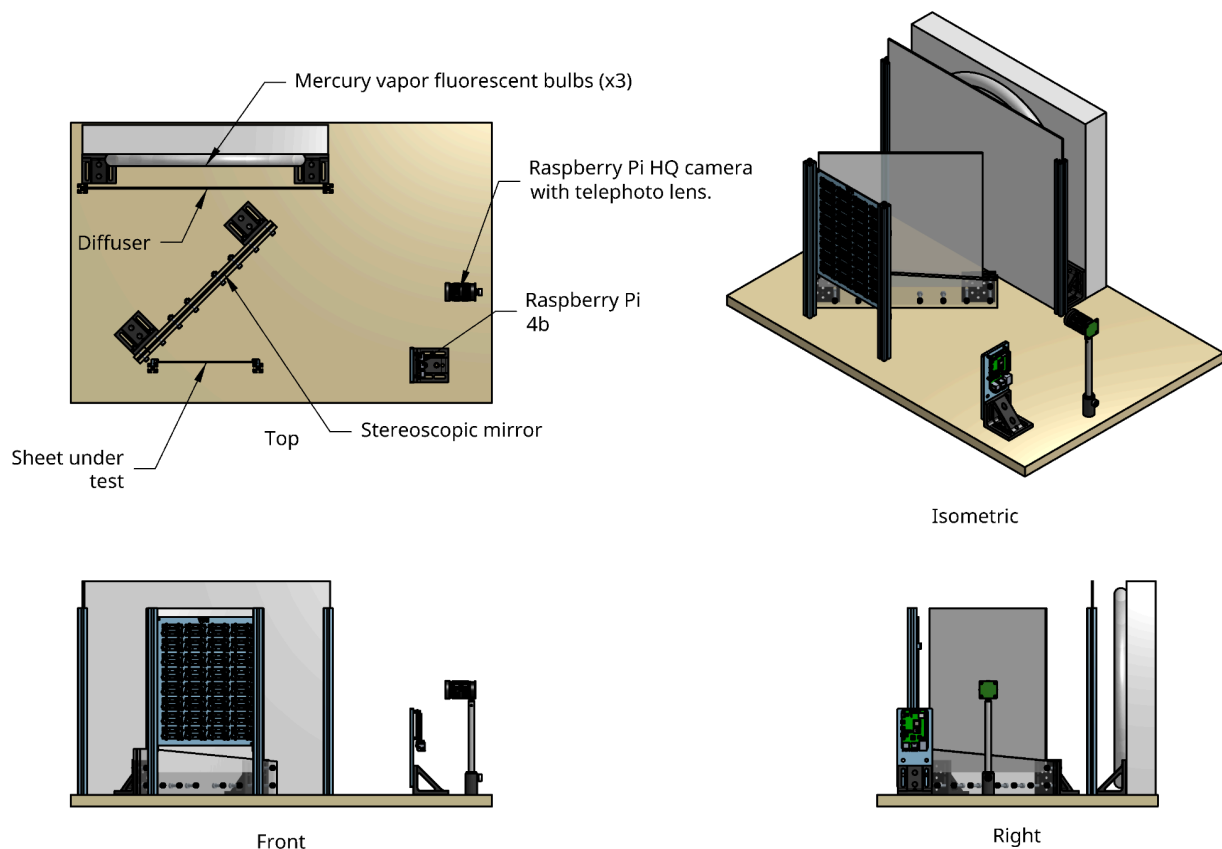 Mercury vapor fluorescent bulbs (x3)
Raspberry Pi HQ camera
with telephoto lens.
Diffuser
Raspberry Pi
4b
Stereoscopic mirror
Top
Sheet under
test
Isometric
Front
Right